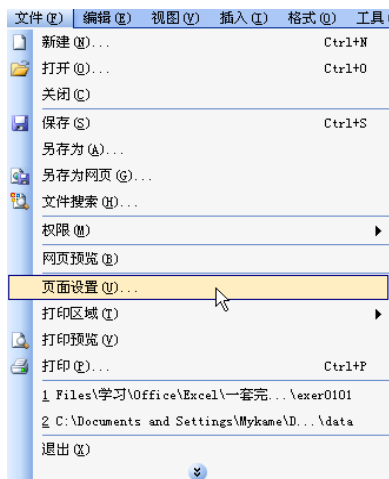 文件(F) 编辑(E) 视图(V) 插入(I) 格式(O) 工具
新建(N)... Ctrl+N
打开(O)... Ctrl+O
关闭(C)
保存(S) Ctrl+S
另存为(A)...
另存为网页(G)...
文件搜索(H)...
权限(M)
网页预览(B)
页面设置(U)...
打印区域(T)
打印预览(V)
打印(P)... Ctrl+P
1 Files\学习\Office\Excel\一套完...\exer0101
2 C:\Documents and Settings\Mykame\D...\data
退出(X)